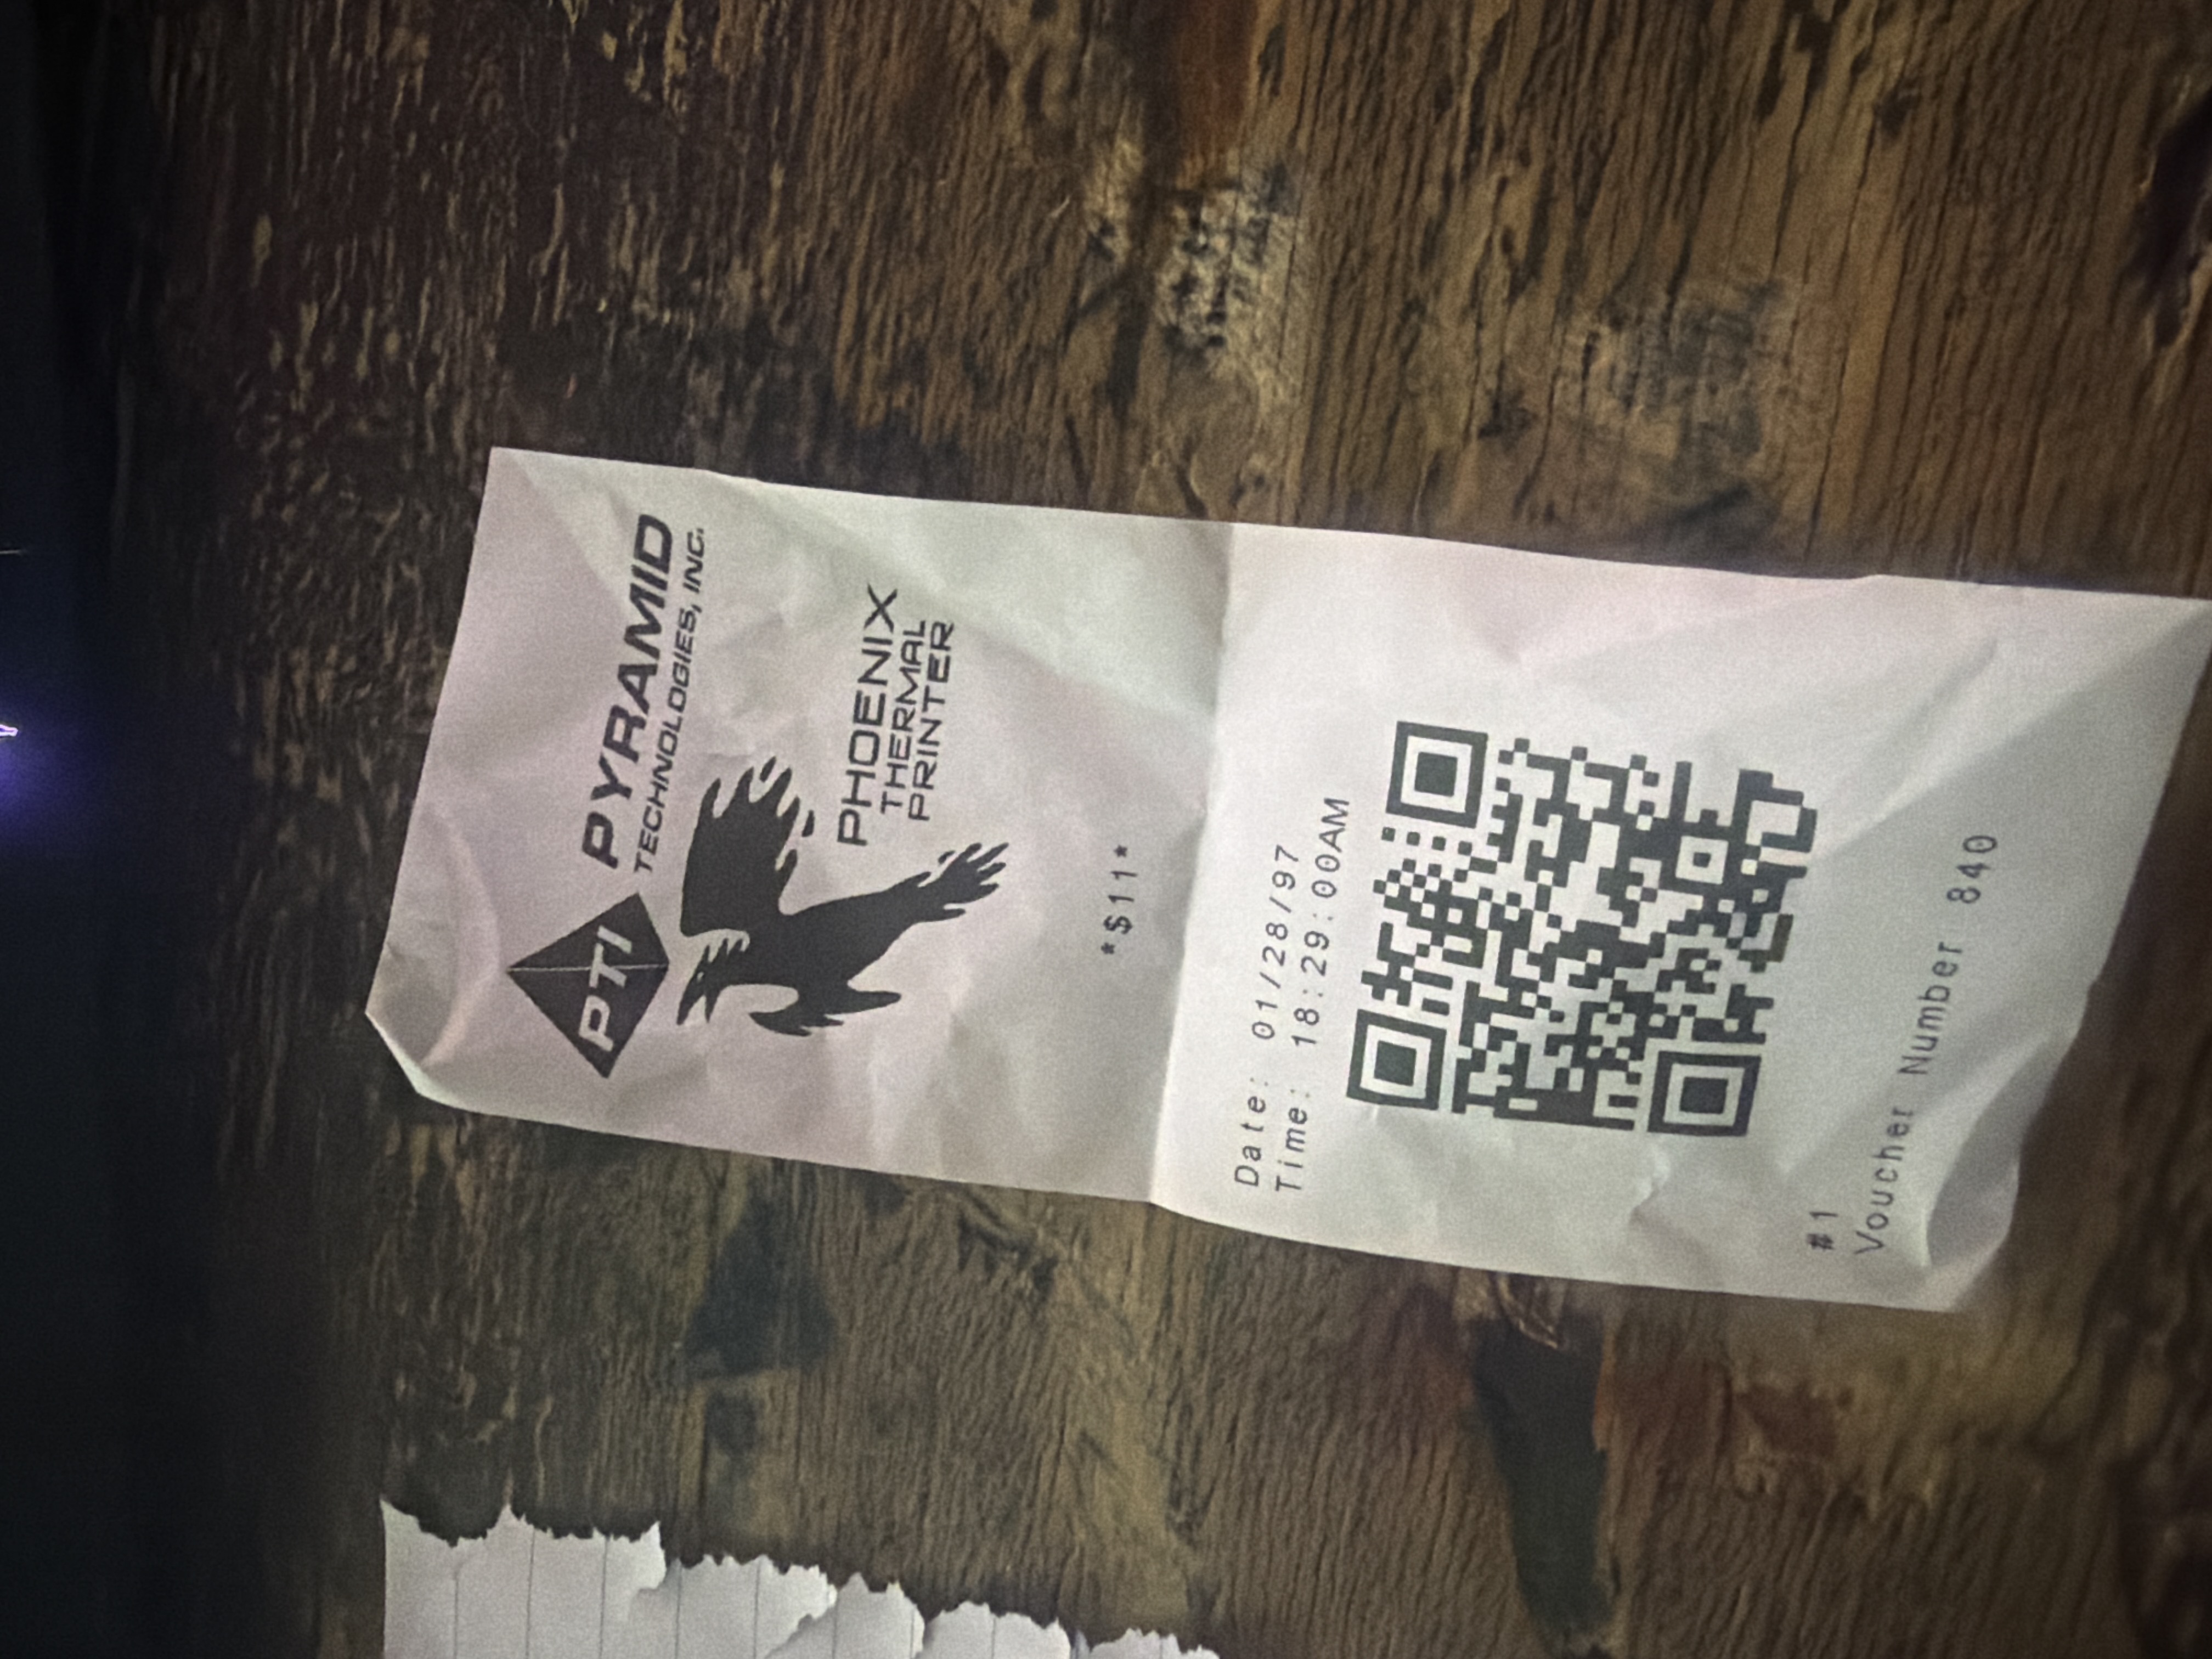 PTI
PYRAMID
TECHNOLOGIES, INC.
PHOENIX
THERMAL
PRINTER
*$11*
Date: 01/28/97
Time: 18:29:00AM
#1
Voucher Number 840